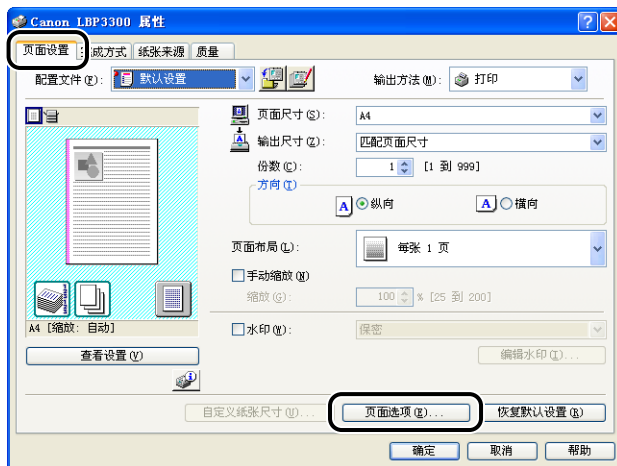 Canon LBP3300 属性
页面设置 成方式 纸张来源 质量
配置文件(F): 默认设置 输出方法(M): 打印
页面尺寸(S): A4
输出尺寸(Z): 匹配页面尺寸
份数(C): 1 [1 到 999]
方向(T)
A 纵向 A 横向
页面布局(L): 每张 1 页
手动缩放(N)
缩放(G): 100 % [25 到 200]
A4 [缩放: 自动]
水印(W): 保密
查看设置(V) 编辑水印(I)...
自定义纸张尺寸(U)... 页面选项(E)... 恢复默认设置(R)
确定 取消 帮助